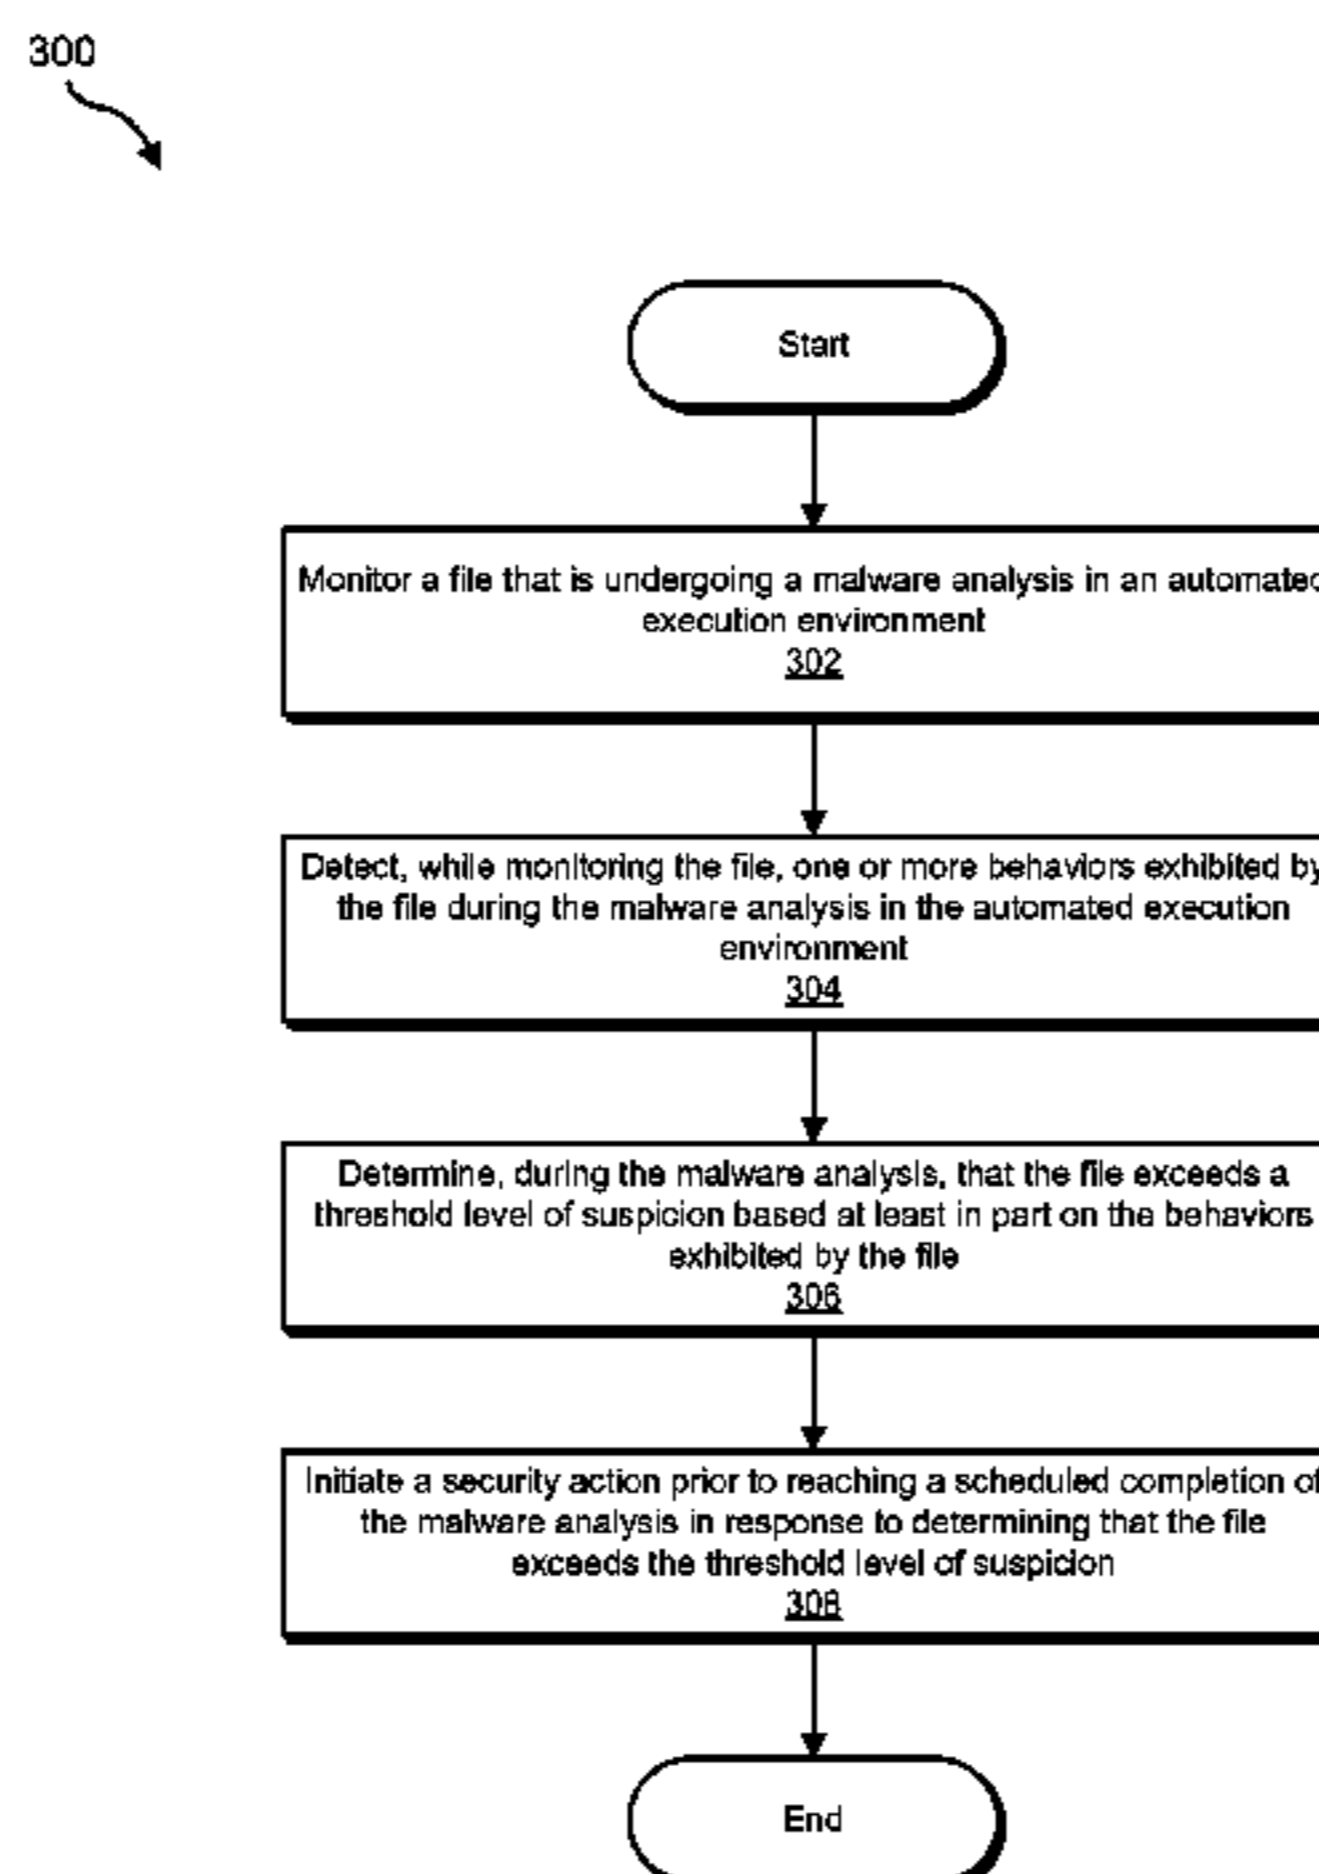 300
Start
Monitor a file that is undergoing a malware analysis in an automated
execution environment
302
Detect, while monitoring the file, one or more behaviors exhibited by
the file during the malware analysis in the automated execution
environment
304
Determine, during the malware analysis, that the file exceeds a
threshold level of suspicion based at least in part on the behaviors
exhibited by the file
306
Initiate a security action prior to reaching a scheduled completion of
the malware analysis in response to determining that the file
exceeds the threshold level of suspicion
308
End